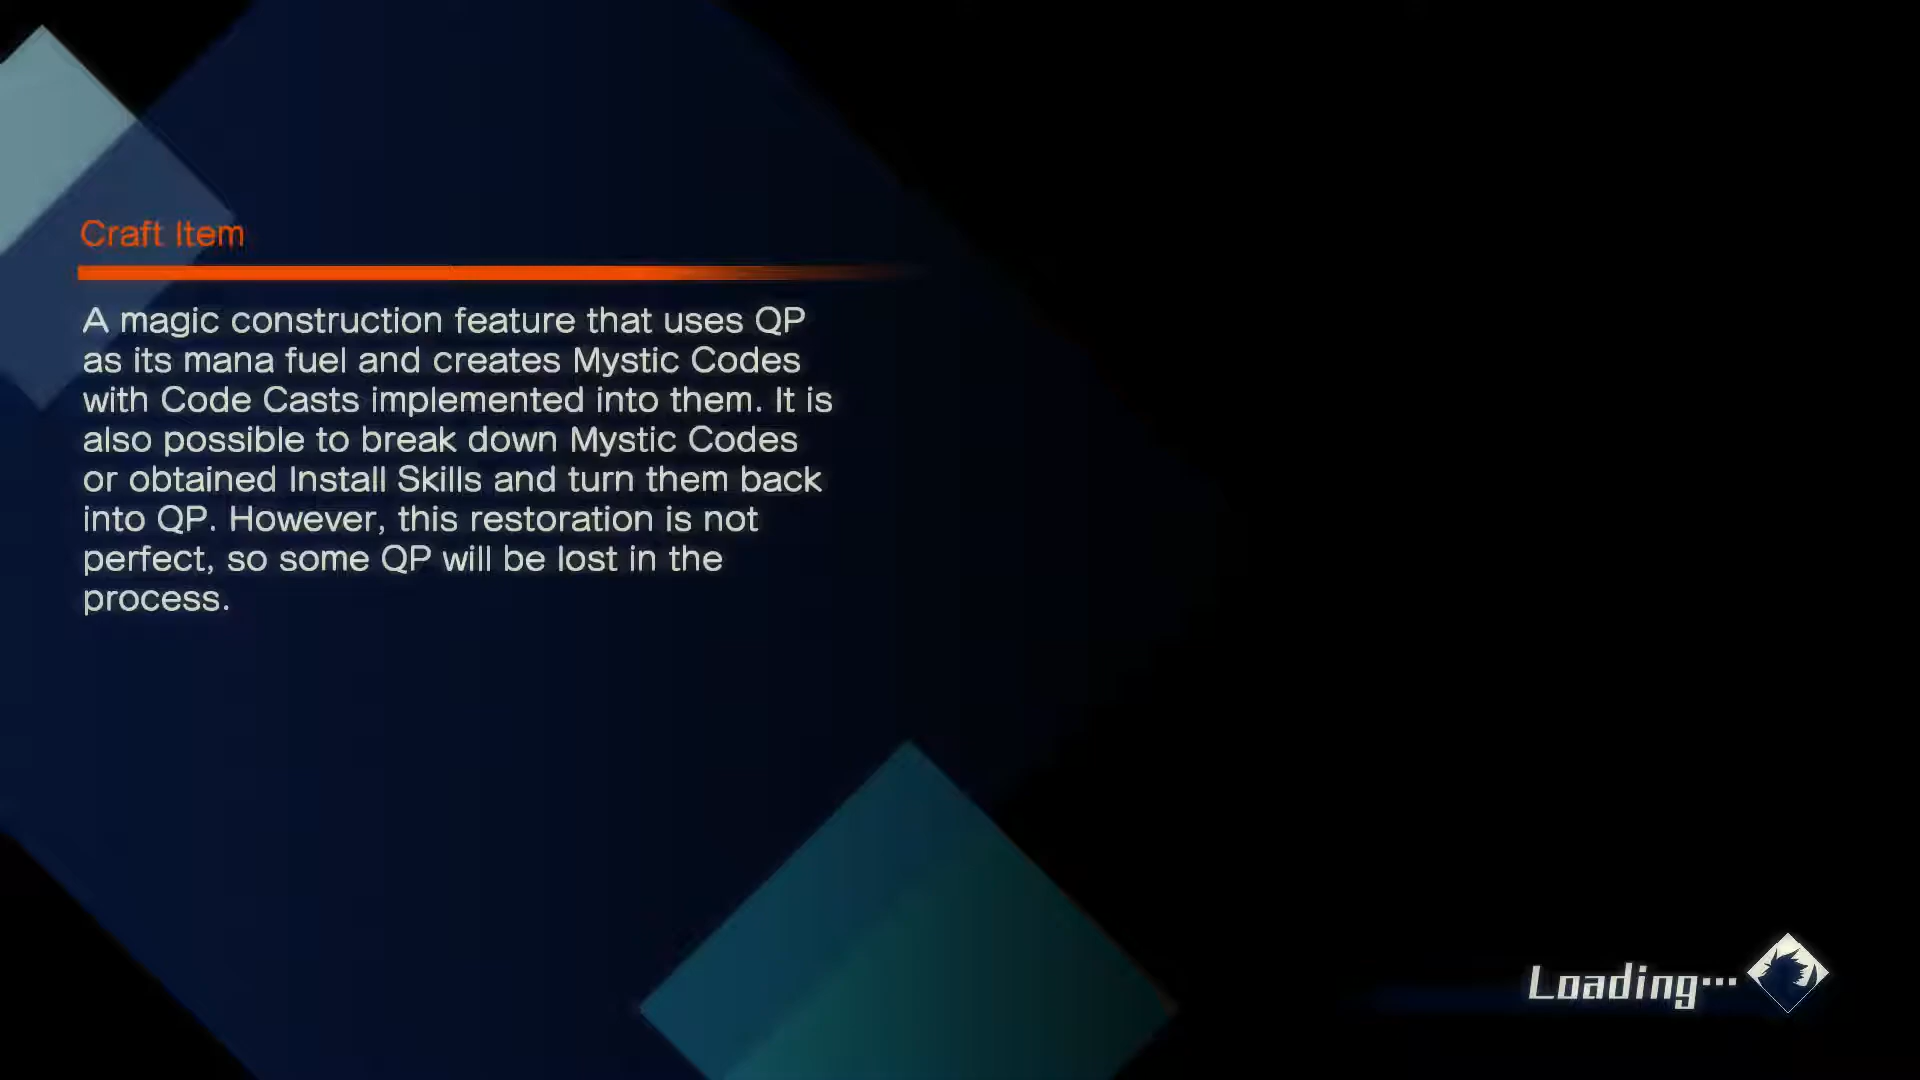 Craft Item
A magic construction feature that uses QP
as its mana fuel and creates Mystic Codes
with Code Casts implemented into them. It is
also possible to break down Mystic Codes
or obtained Install Skills and turn them back
into QP. However, this restoration is not
perfect, so some QP will be lost in the
process.
Loading···